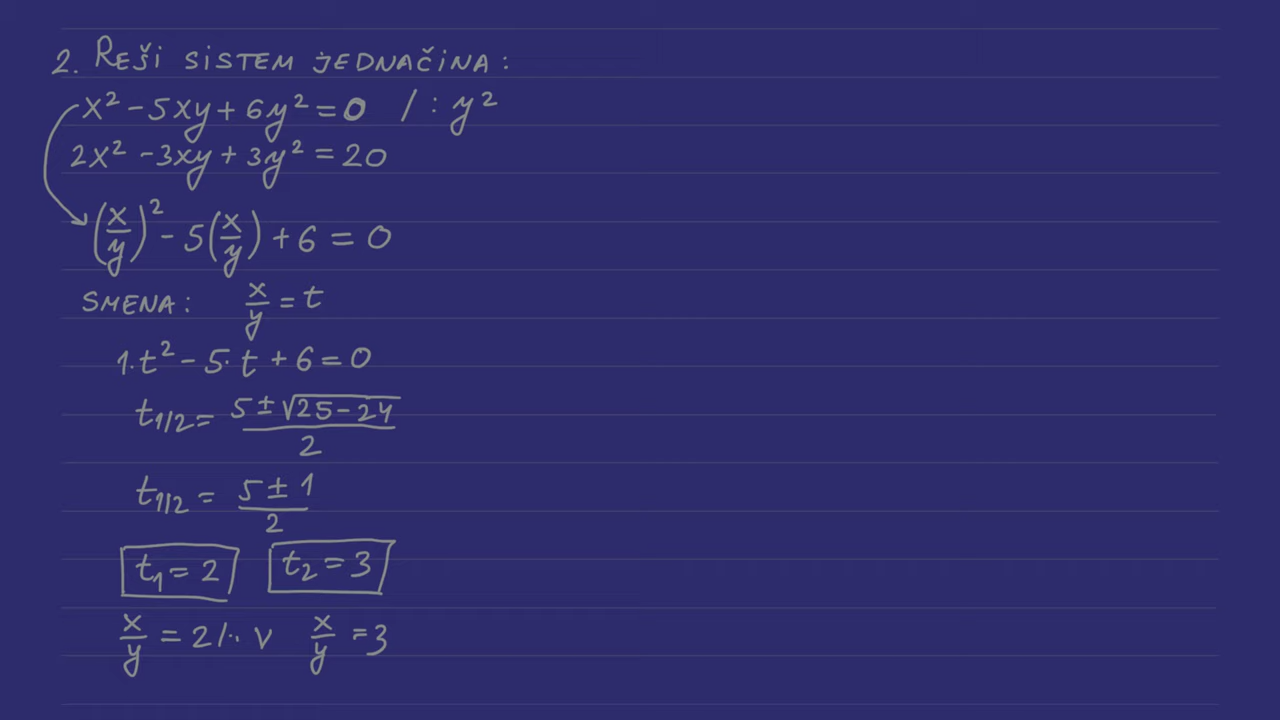 2. REŠI SISTEM JEDNAČINA:
x² - 5xy + 6y² = 0 / : y²
2x² - 3xy + 3y² = 20
(x/y)² - 5(x/y) + 6 = 0
SMENA: x/y = t
1·t² - 5·t + 6 = 0
t1/2 = (5 ± √25-24)/2
t1/2 = (5 ± 1)/2
t₁ = 2 t₂ = 3
x/y = 2 /·. v x/y = 3